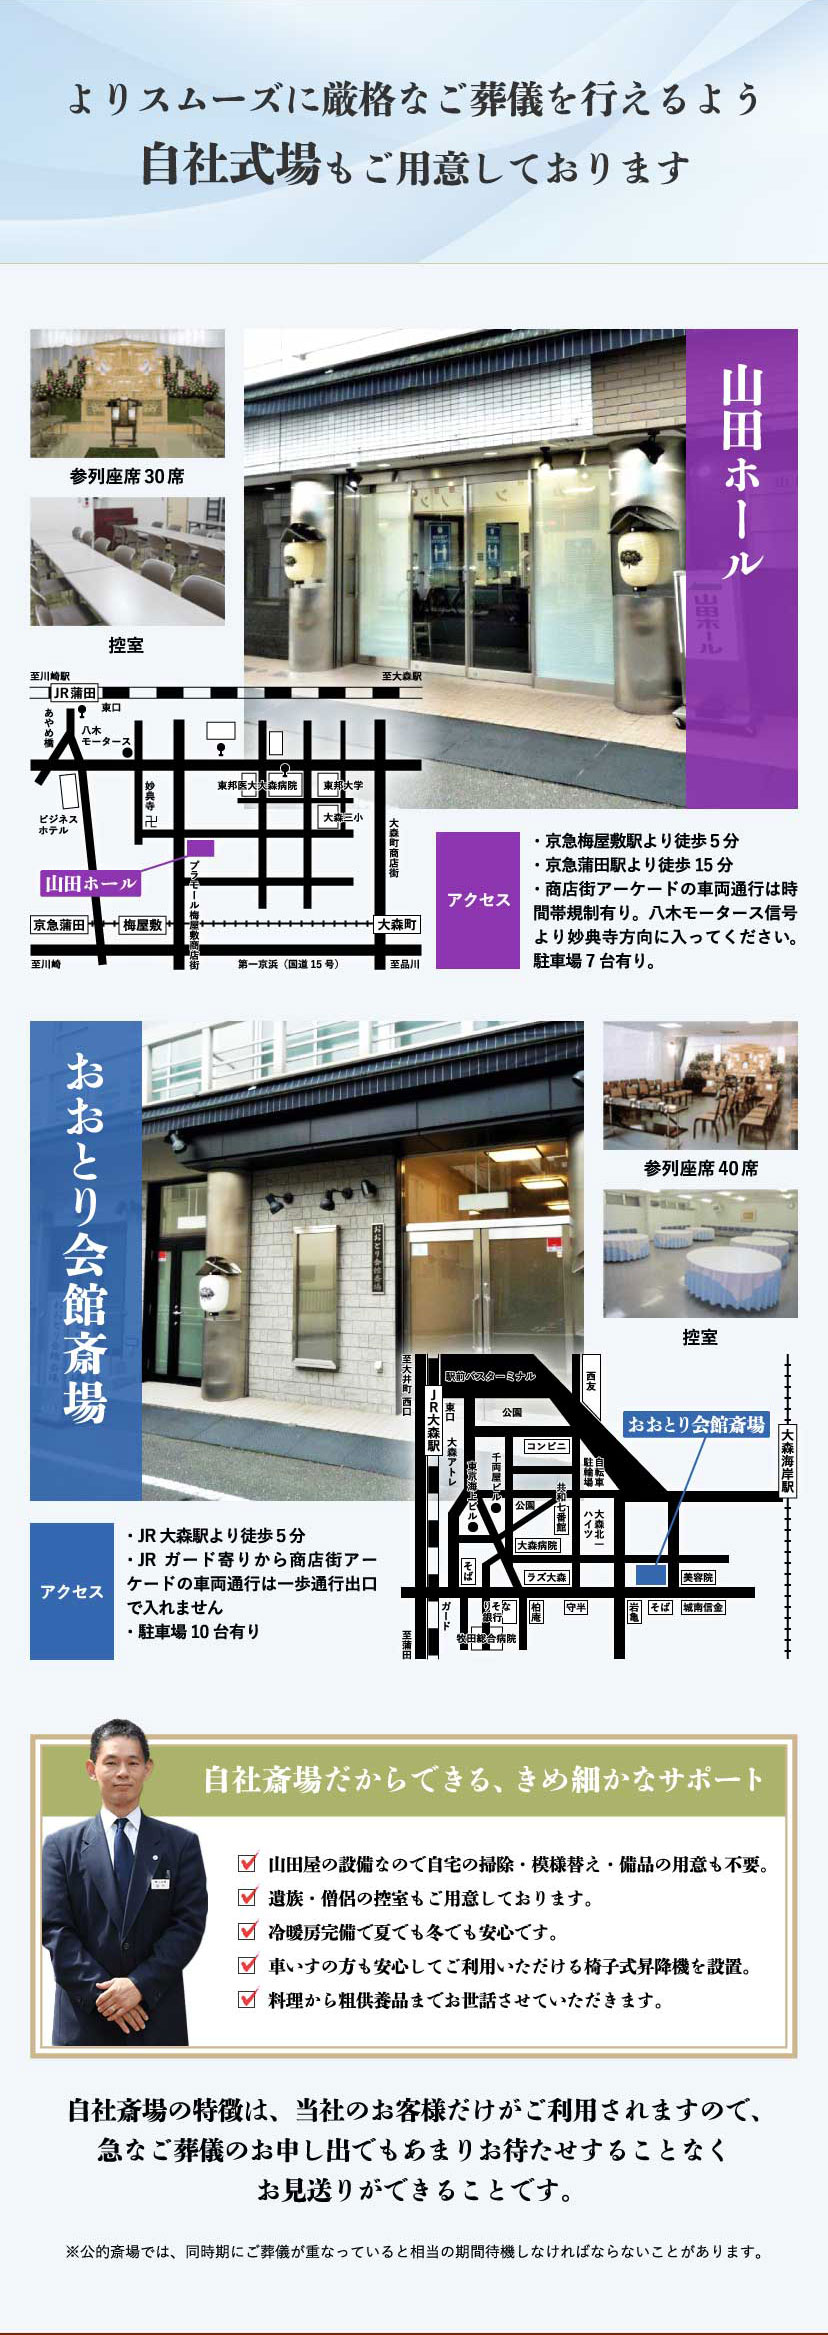 よりスムーズに厳格なご葬儀を行えるよう
自社式場もご用意しております
山田ホール
参列座席30席
控室
至川崎駅
至大森駅
JR蒲田
東口
あやめ橋
八木
モータース
妙典寺
卍
東邦医大大森病院
東邦大学
大森三小
ビジネス
ホテル
大森町商店街
山田ホール
プラモール梅屋敷商店街
京急蒲田
梅屋敷
大森町
至川崎
第一京浜（国道15号）
至品川
アクセス
・京急梅屋敷駅より徒歩5分
・京急蒲田駅より徒歩15分
・商店街アーケードの車両通行は時
間帯規制有り。八木モータース信号
より妙典寺方向に入ってください。
駐車場7台有り。
おおとり会館斎場
おおとり会館斎場
参列座席40席
控室
至大井町
西口
駅前バスターミナル
西友
JR大森駅
東口
公園
おおとり会館斎場
大森海岸駅
大森アトレ
コンビニ
千両屋ビル
東京海上ビル
自転車
駐輪場
共和七番館
公園
大森北一
ハイツ
大森病院
そば
ラズ大森
美容院
ガード
りそな
銀行
柏庵
守半
岩亀
そば
城南信金
至蒲田
牧田総合病院
アクセス
・JR大森駅より徒歩5分
・JR ガード寄りから商店街アー
ケードの車両通行は一歩通行出口
で入れません
・駐車場10台有り
自社斎場だからできる、きめ細かなサポート
山田屋の設備なので自宅の掃除・模様替え・備品の用意も不要。
遺族・僧侶の控室もご用意しております。
冷暖房完備で夏でも冬でも安心です。
車いすの方も安心してご利用いただける椅子式昇降機を設置。
料理から粗供養品までお世話させていただきます。
自社斎場の特徴は、当社のお客様だけがご利用されますので、
急なご葬儀のお申し出でもあまりお待たせすることなく
お見送りができることです。
※公的斎場では、同時期にご葬儀が重なっていると相当の期間待機しなければならないことがあります。